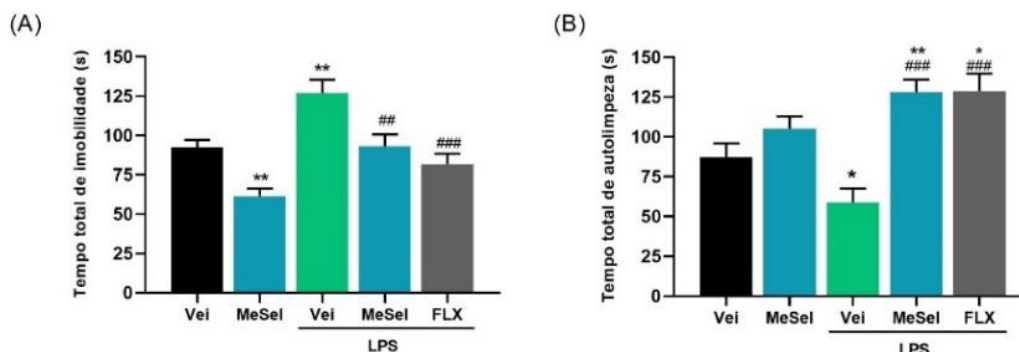 (A)
Tempo total de imobilidade (s)
150
125
100
75
50
25
0
**
**
##
###
Vei MeSel Vei MeSel FLX
LPS
(B)
Tempo total de autolimpeza (s)
150
125
100
75
50
25
0
*
**
###
*
###
Vei MeSel Vei MeSel FLX
LPS